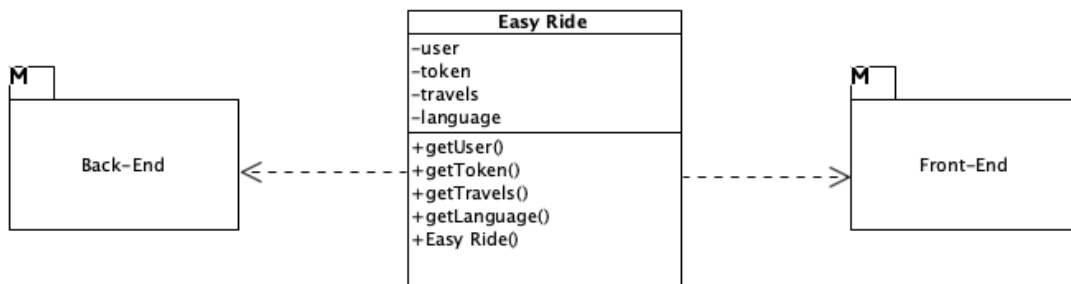 Easy Ride
-user
-token
-travels
-language
+getUser()
+getToken()
+getTravels()
+getLanguage()
+Easy Ride()
M
Back-End
M
Front-End